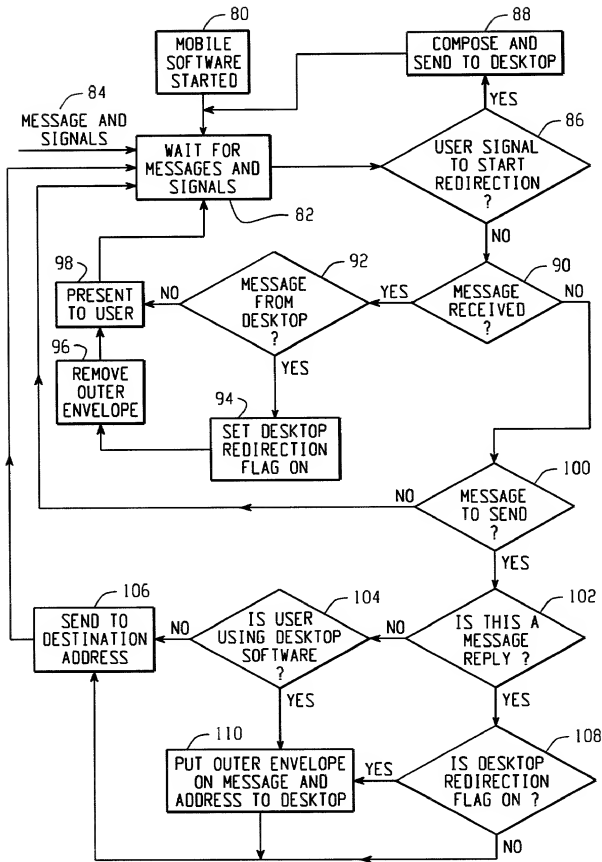 80
MOBILE
SOFTWARE
STARTED
88
COMPOSE AND
SEND TO DESKTOP
84
MESSAGE AND
SIGNALS
YES
86
WAIT FOR
MESSAGES AND
SIGNALS
USER SIGNAL
TO START
REDIRECTION
?
82
NO
98
PRESENT
TO USER
NO
92
MESSAGE
FROM
DESKTOP
?
YES
90
MESSAGE
RECEIVED
?
NO
96
REMOVE
OUTER
ENVELOPE
YES
94
SET DESKTOP
REDIRECTION
FLAG ON
100
NO
MESSAGE
TO SEND
?
YES
106
SEND TO
DESTINATION
ADDRESS
NO
104
IS USER
USING DESKTOP
SOFTWARE
?
NO
102
IS THIS A
MESSAGE
REPLY ?
YES
YES
110
PUT OUTER ENVELOPE
ON MESSAGE AND
ADDRESS TO DESKTOP
YES
108
IS DESKTOP
REDIRECTION
FLAG ON ?
NO